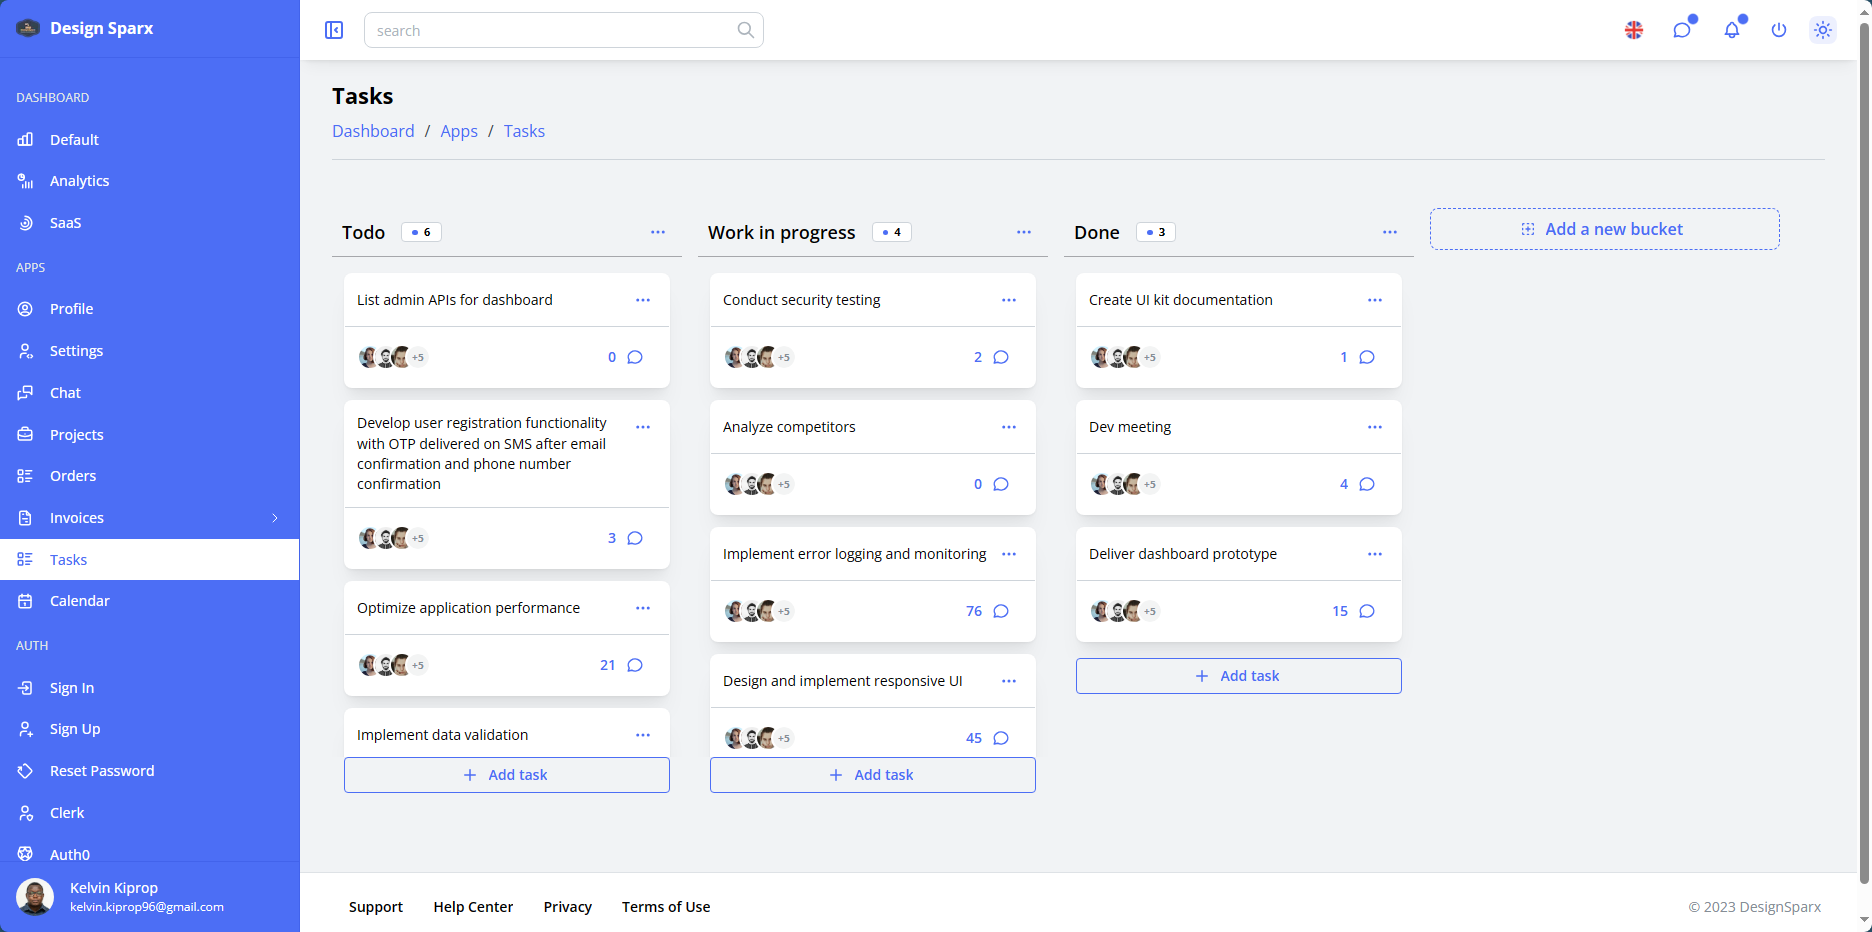 Design Sparx
DASHBOARD
Default
Analytics
SaaS
APPS
Profile
Settings
Chat
Projects
Orders
Invoices
Tasks
Calendar
AUTH
Sign In
Sign Up
Reset Password
Clerk
Auth0
Kelvin Kiprop
kelvin.kiprop96@gmail.com
search
Tasks
Dashboard / Apps / Tasks
Todo 6
List admin APIs for dashboard
+5 0
Develop user registration functionality
with OTP delivered on SMS after email
confirmation and phone number
confirmation
+5 3
Optimize application performance
+5 21
Implement data validation
Add task
Work in progress 4
Conduct security testing
+5 2
Analyze competitors
+5 0
Implement error logging and monitoring
+5 76
Design and implement responsive UI
+5 45
Add task
Done 3
Create UI kit documentation
+5 1
Dev meeting
+5 4
Deliver dashboard prototype
+5 15
Add task
Add a new bucket
Support Help Center Privacy Terms of Use
© 2023 DesignSparx